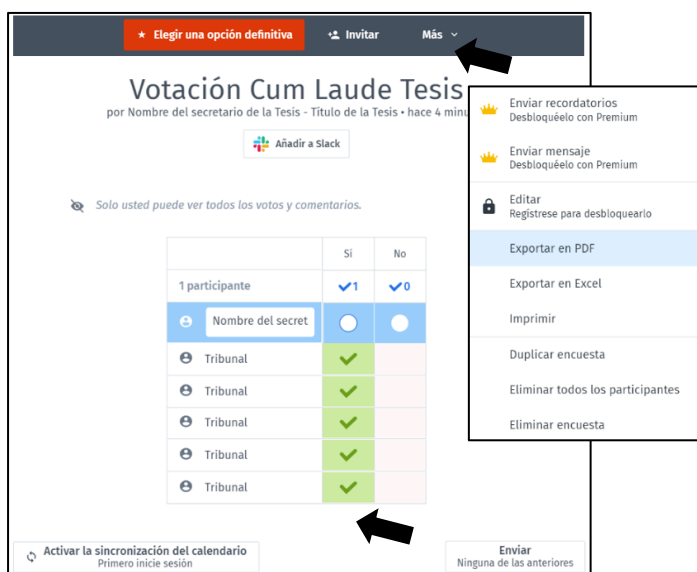 ★ Elegir una opción definitiva
Invitar
Más
Votación Cum Laude Tesis
por Nombre del secretario de la Tesis - Título de la Tesis • hace 4 minu
Añadir a Slack
Solo usted puede ver todos los votos y comentarios.
Sí No
1 participante 1 0
Nombre del secret
Tribunal
Tribunal
Tribunal
Tribunal
Tribunal
Activar la sincronización del calendario
Primero inicie sesión
Enviar
Ninguna de las anteriores
Enviar recordatorios
Desbloquéelo con Premium
Enviar mensaje
Desbloquéelo con Premium
Editar
Regístrese para desbloquearlo
Exportar en PDF
Exportar en Excel
Imprimir
Duplicar encuesta
Eliminar todos los participantes
Eliminar encuesta